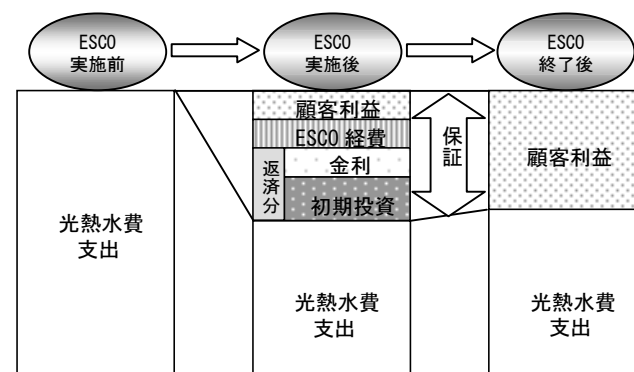 ESCO
実施前
ESCO
実施後
ESCO
終了後
光熱水費
支出
顧客利益
ESCO 経費
返済分
金利
初期投資
光熱水費
支出
保証
顧客利益
光熱水費
支出